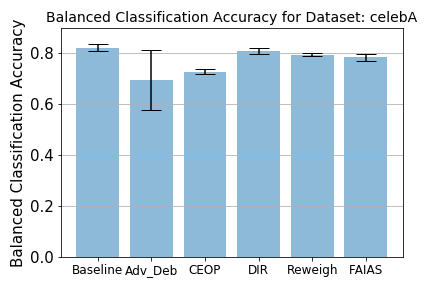 Balanced Classification Accuracy for Dataset: celebA
Balanced Classification Accuracy
0.8
0.6
0.4
0.2
0.0
Baseline Adv_Deb CEOP DIR Reweigh FAIAS